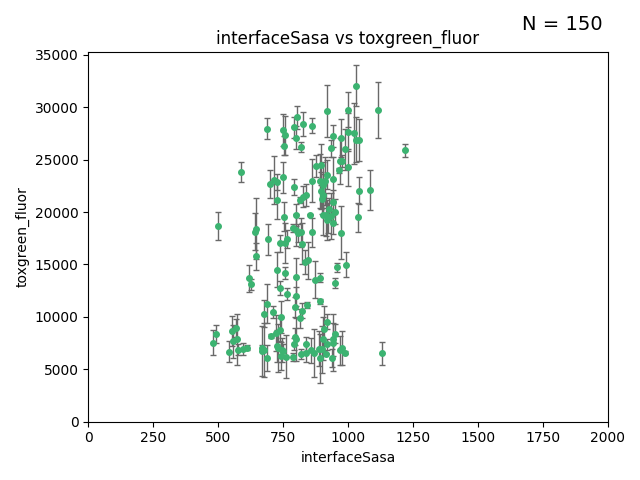 N = 150
interfaceSasa vs toxgreen_fluor
35000
30000
25000
20000
15000
10000
5000
0
toxgreen_fluor
0 250 500 750 1000 1250 1500 1750 2000
interfaceSasa